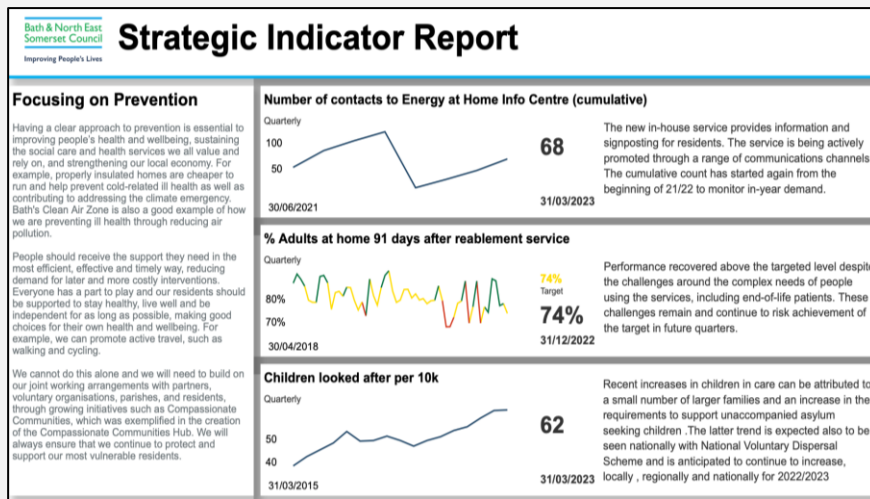 Bath & North East
Somerset Council
Improving People's Lives
Strategic Indicator Report
Focusing on Prevention
Having a clear approach to prevention is essential to
improving people's health and wellbeing, sustaining
the social care and health services we all value and
rely on, and strengthening our local economy. For
example, properly insulated homes are cheaper to
run and help prevent cold-related ill health as well as
contributing to addressing the climate emergency.
Bath's Clean Air Zone is also a good example of how
we are preventing ill health through reducing air
pollution.
People should receive the support they need in the
most efficient, effective and timely way, reducing
demand for later and more costly interventions.
Everyone has a part to play and our residents should
be supported to stay healthy, live well and be
independent for as long as possible, making good
choices for their own health and wellbeing. For
example, we can promote active travel, such as
walking and cycling.
We cannot do this alone and we will need to build on
our joint working arrangements with partners,
voluntary organisations, parishes, and residents,
through growing initiatives such as Compassionate
Communities, which was exemplified in the creation
of the Compassionate Communities Hub. We will
always ensure that we continue to protect and
support our most vulnerable residents.
Number of contacts to Energy at Home Info Centre (cumulative)
Quarterly
100
50
30/06/2021
68
31/03/2023
The new in-house service provides information and
signposting for residents. The service is being actively
promoted through a range of communications channels
The cumulative count has started again from the
beginning of 21/22 to monitor in-year demand.
% Adults at home 91 days after reablement service
Quarterly
80%
70%
30/04/2018
74%
Target
74%
31/12/2022
Performance recovered above the targeted level despite
the challenges around the complex needs of people
using the services, including end-of-life patients. These
challenges remain and continue to risk achievement of
the target in future quarters.
Children looked after per 10k
Quarterly
50
40
31/03/2015
62
31/03/2023
Recent increases in children in care can be attributed to
a small number of larger families and an increase in the
requirements to support unaccompanied asylum
seeking children .The latter trend is expected also to be
seen nationally with National Voluntary Dispersal
Scheme and is anticipated to continue to increase,
locally , regionally and nationally for 2022/2023